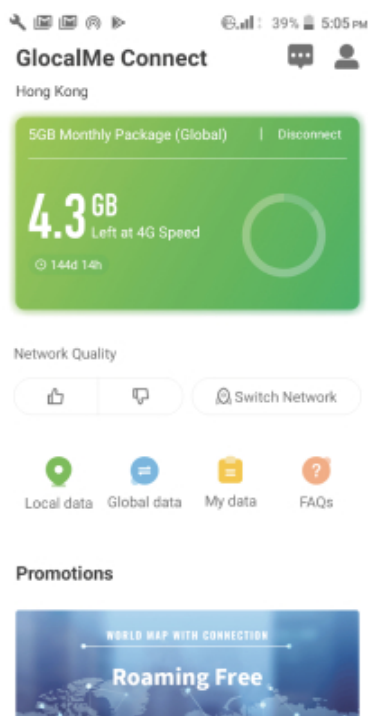 39% 5:05 PM
GlocalMe Connect
Hong Kong
5GB Monthly Package (Global) | Disconnect
4.3 GB
Left at 4G Speed
144d 14h
Network Quality
Switch Network
Local data Global data My data FAQs
Promotions
WORLD MAP WITH CONNECTION
Roaming Free